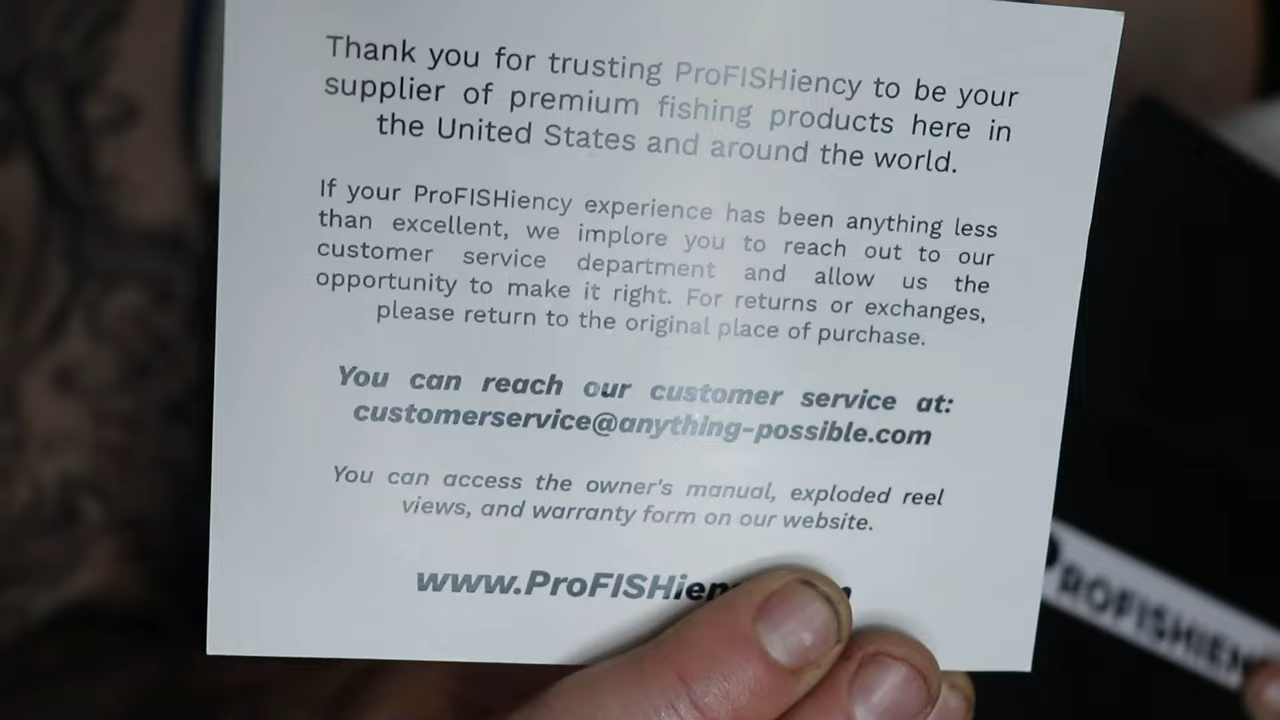 Thank you for trusting ProFISHiency to be your
supplier of premium fishing products here in
the United States and around the world.
If your ProFISHiency experience has been anything less
than excellent, we implore you to reach out to our
customer service department and allow us the
opportunity to make it right. For returns or exchanges,
please return to the original place of purchase.
You can reach our customer service at:
customerservice@anything-possible.com
You can access the owner's manual, exploded reel
views, and warranty form on our website.
www.ProFISHien
PROFISHIEN